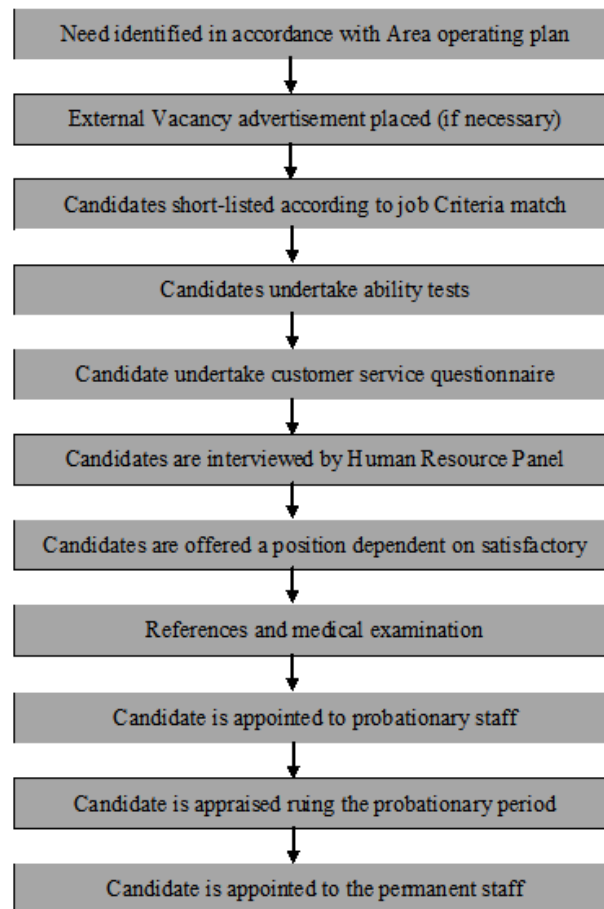 Need identified in accordance with Area operating plan
External Vacancy advertisement placed (if necessary)
Candidates short-listed according to job Criteria match
Candidates undertake ability tests
Candidate undertake customer service questionnaire
Candidates are interviewed by Human Resource Panel
Candidates are offered a position dependent on satisfactory
References and medical examination
Candidate is appointed to probationary staff
Candidate is appraised ruing the probationary period
Candidate is appointed to the permanent staff